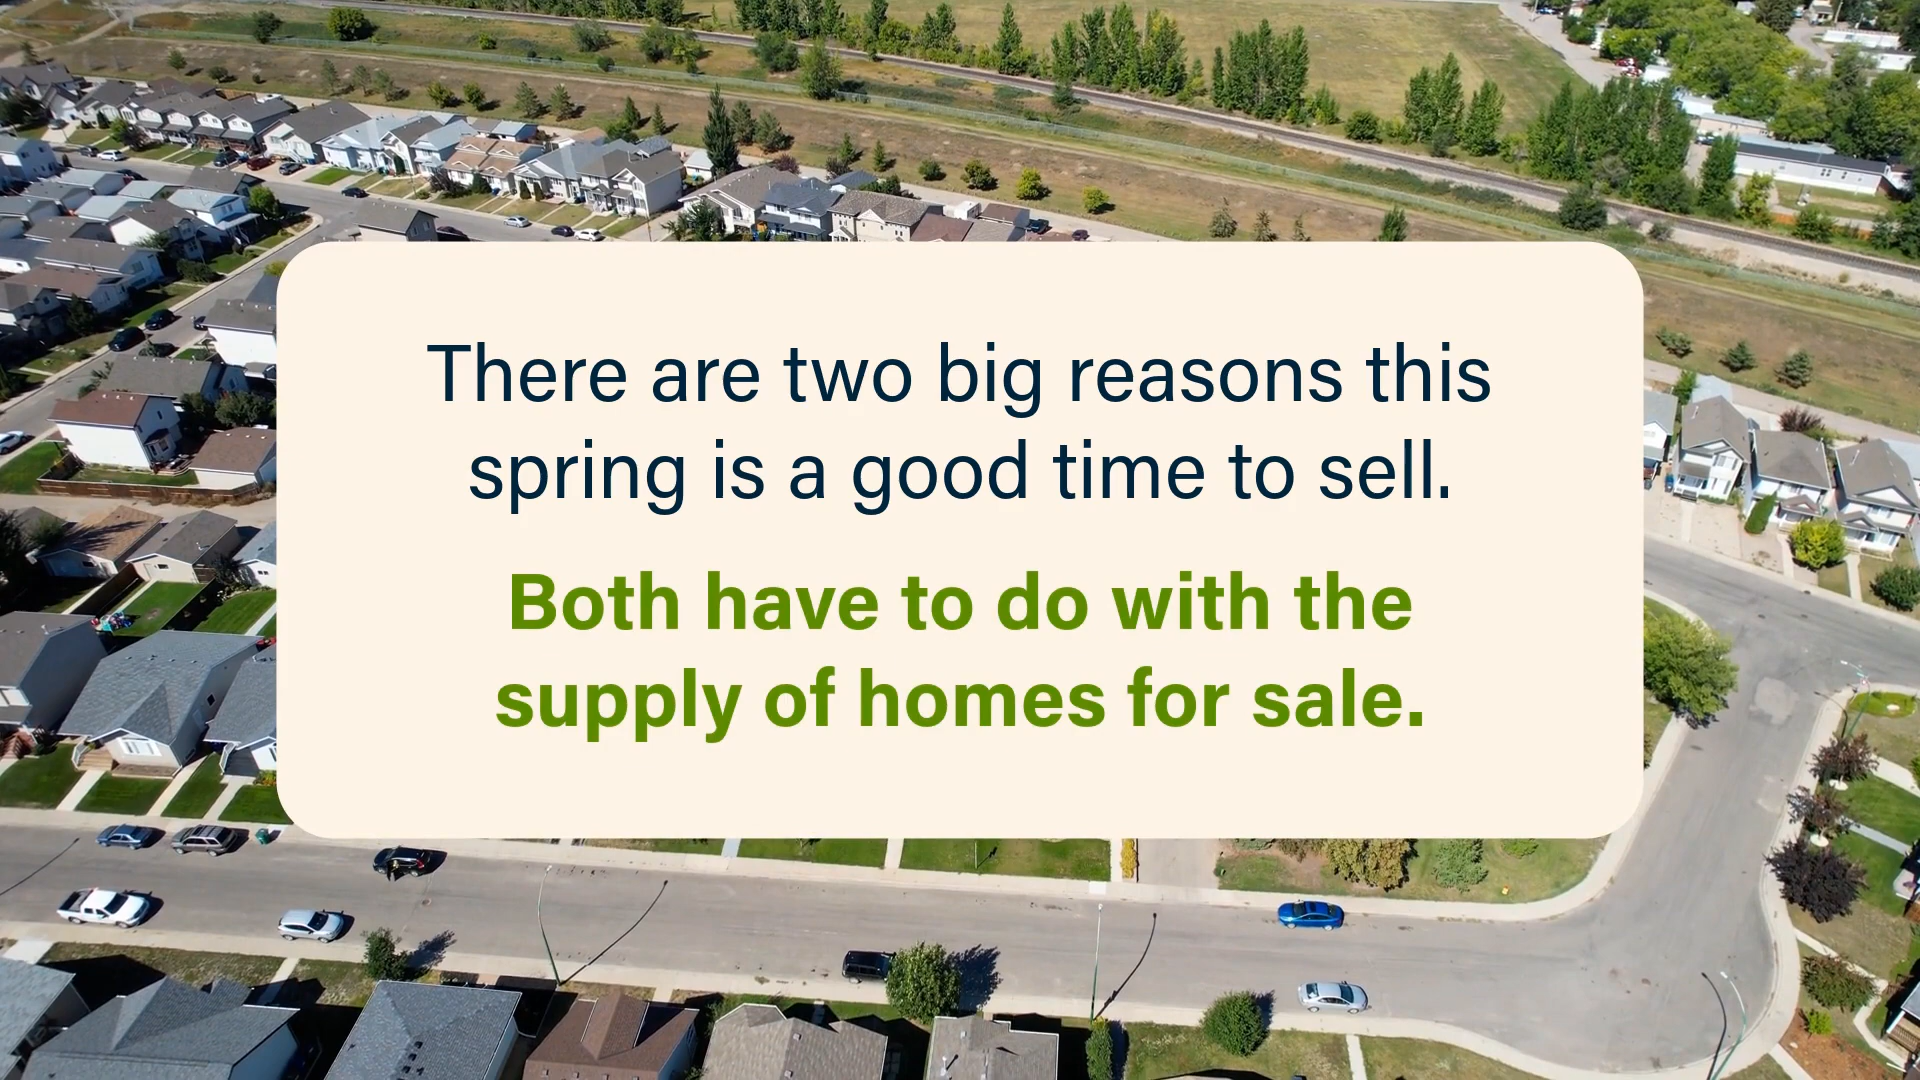 There are two big reasons this
spring is a good time to sell.
Both have to do with the
supply of homes for sale.